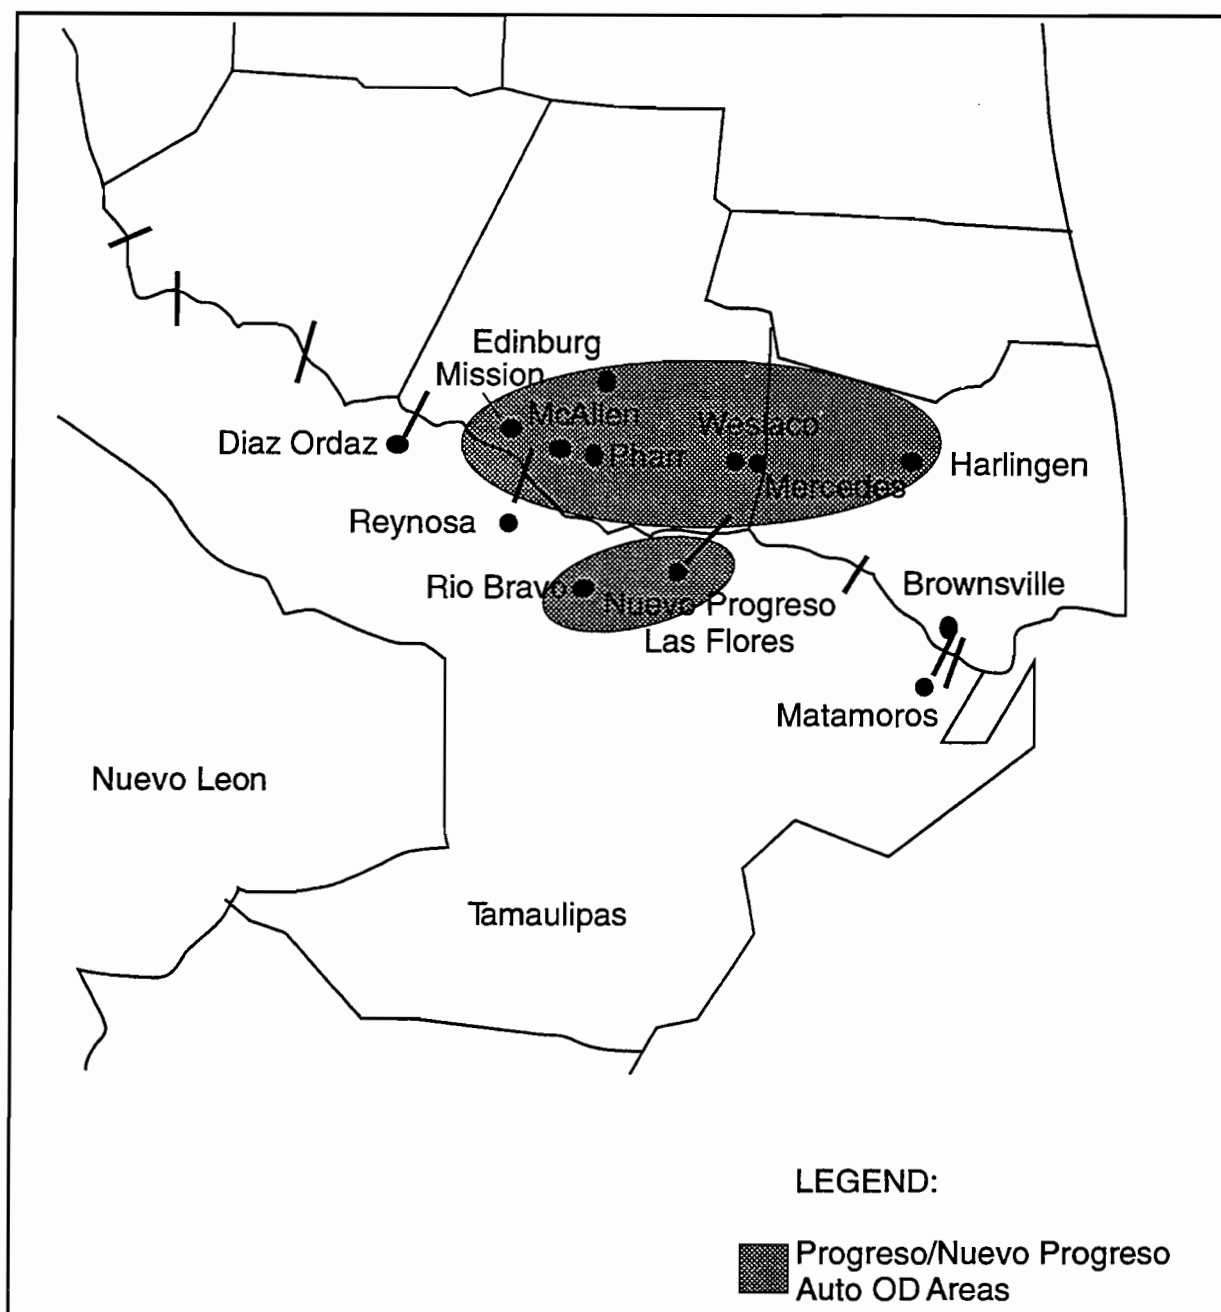 Edinburg
Mission
McAllen
Weslaco
Diaz Ordaz
Pharr
Harlingen
Mercedes
Reynosa
Rio Bravo
Brownsville
Nuevo Progreso
Las Flores
Matamoros
Nuevo Leon
Tamaulipas
LEGEND:
Progreso/Nuevo Progreso
Auto OD Areas